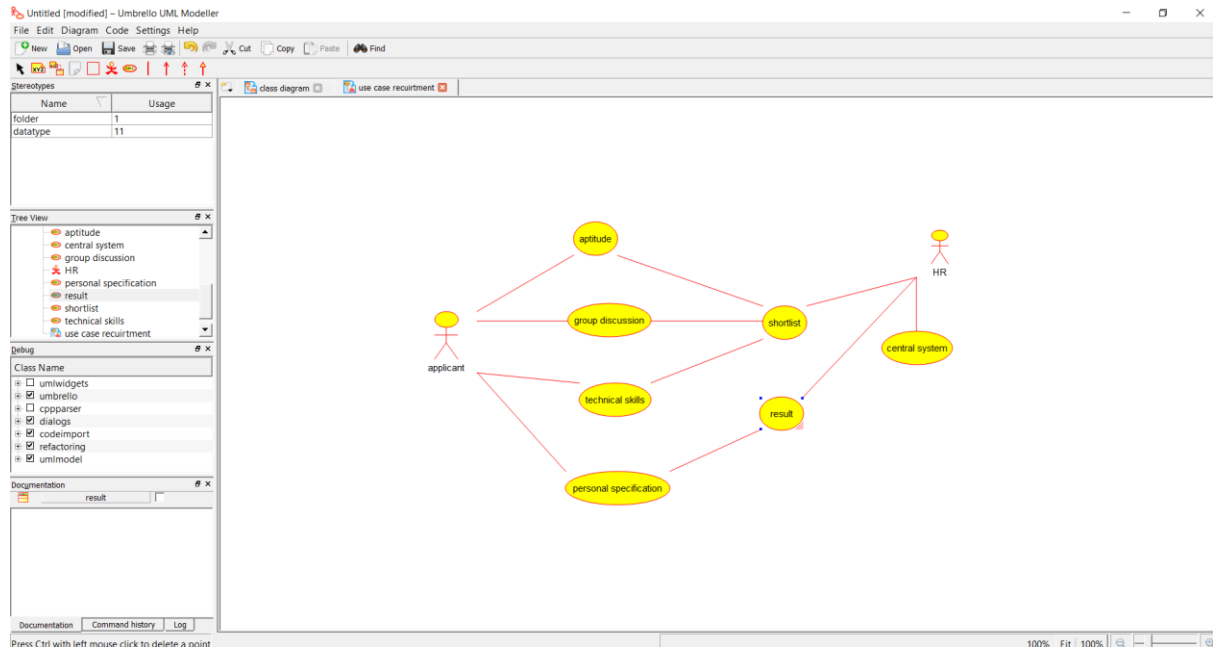 Untitled [modified] – Umbrello UML Modeller
File Edit Diagram Code Settings Help
New Open Save Cut Copy Paste Find
XYZ
Stereotypes
class diagram use case recuirtment
Name Usage
folder 1
datatype 11
Tree View
aptitude
central system
group discussion
HR
personal specification
result
shortlist
technical skills
use case recuirtment
Debug
Class Name
umlwidgets
umbrello
cppparser
dialogs
codeimport
refactoring
umlmodel
Documentation
result
Documentation Command history Log
Press Ctrl with left mouse click to delete a point
100% Fit 100%
aptitude
HR
group discussion
shortlist
central system
applicant
technical skills
result
personal specification